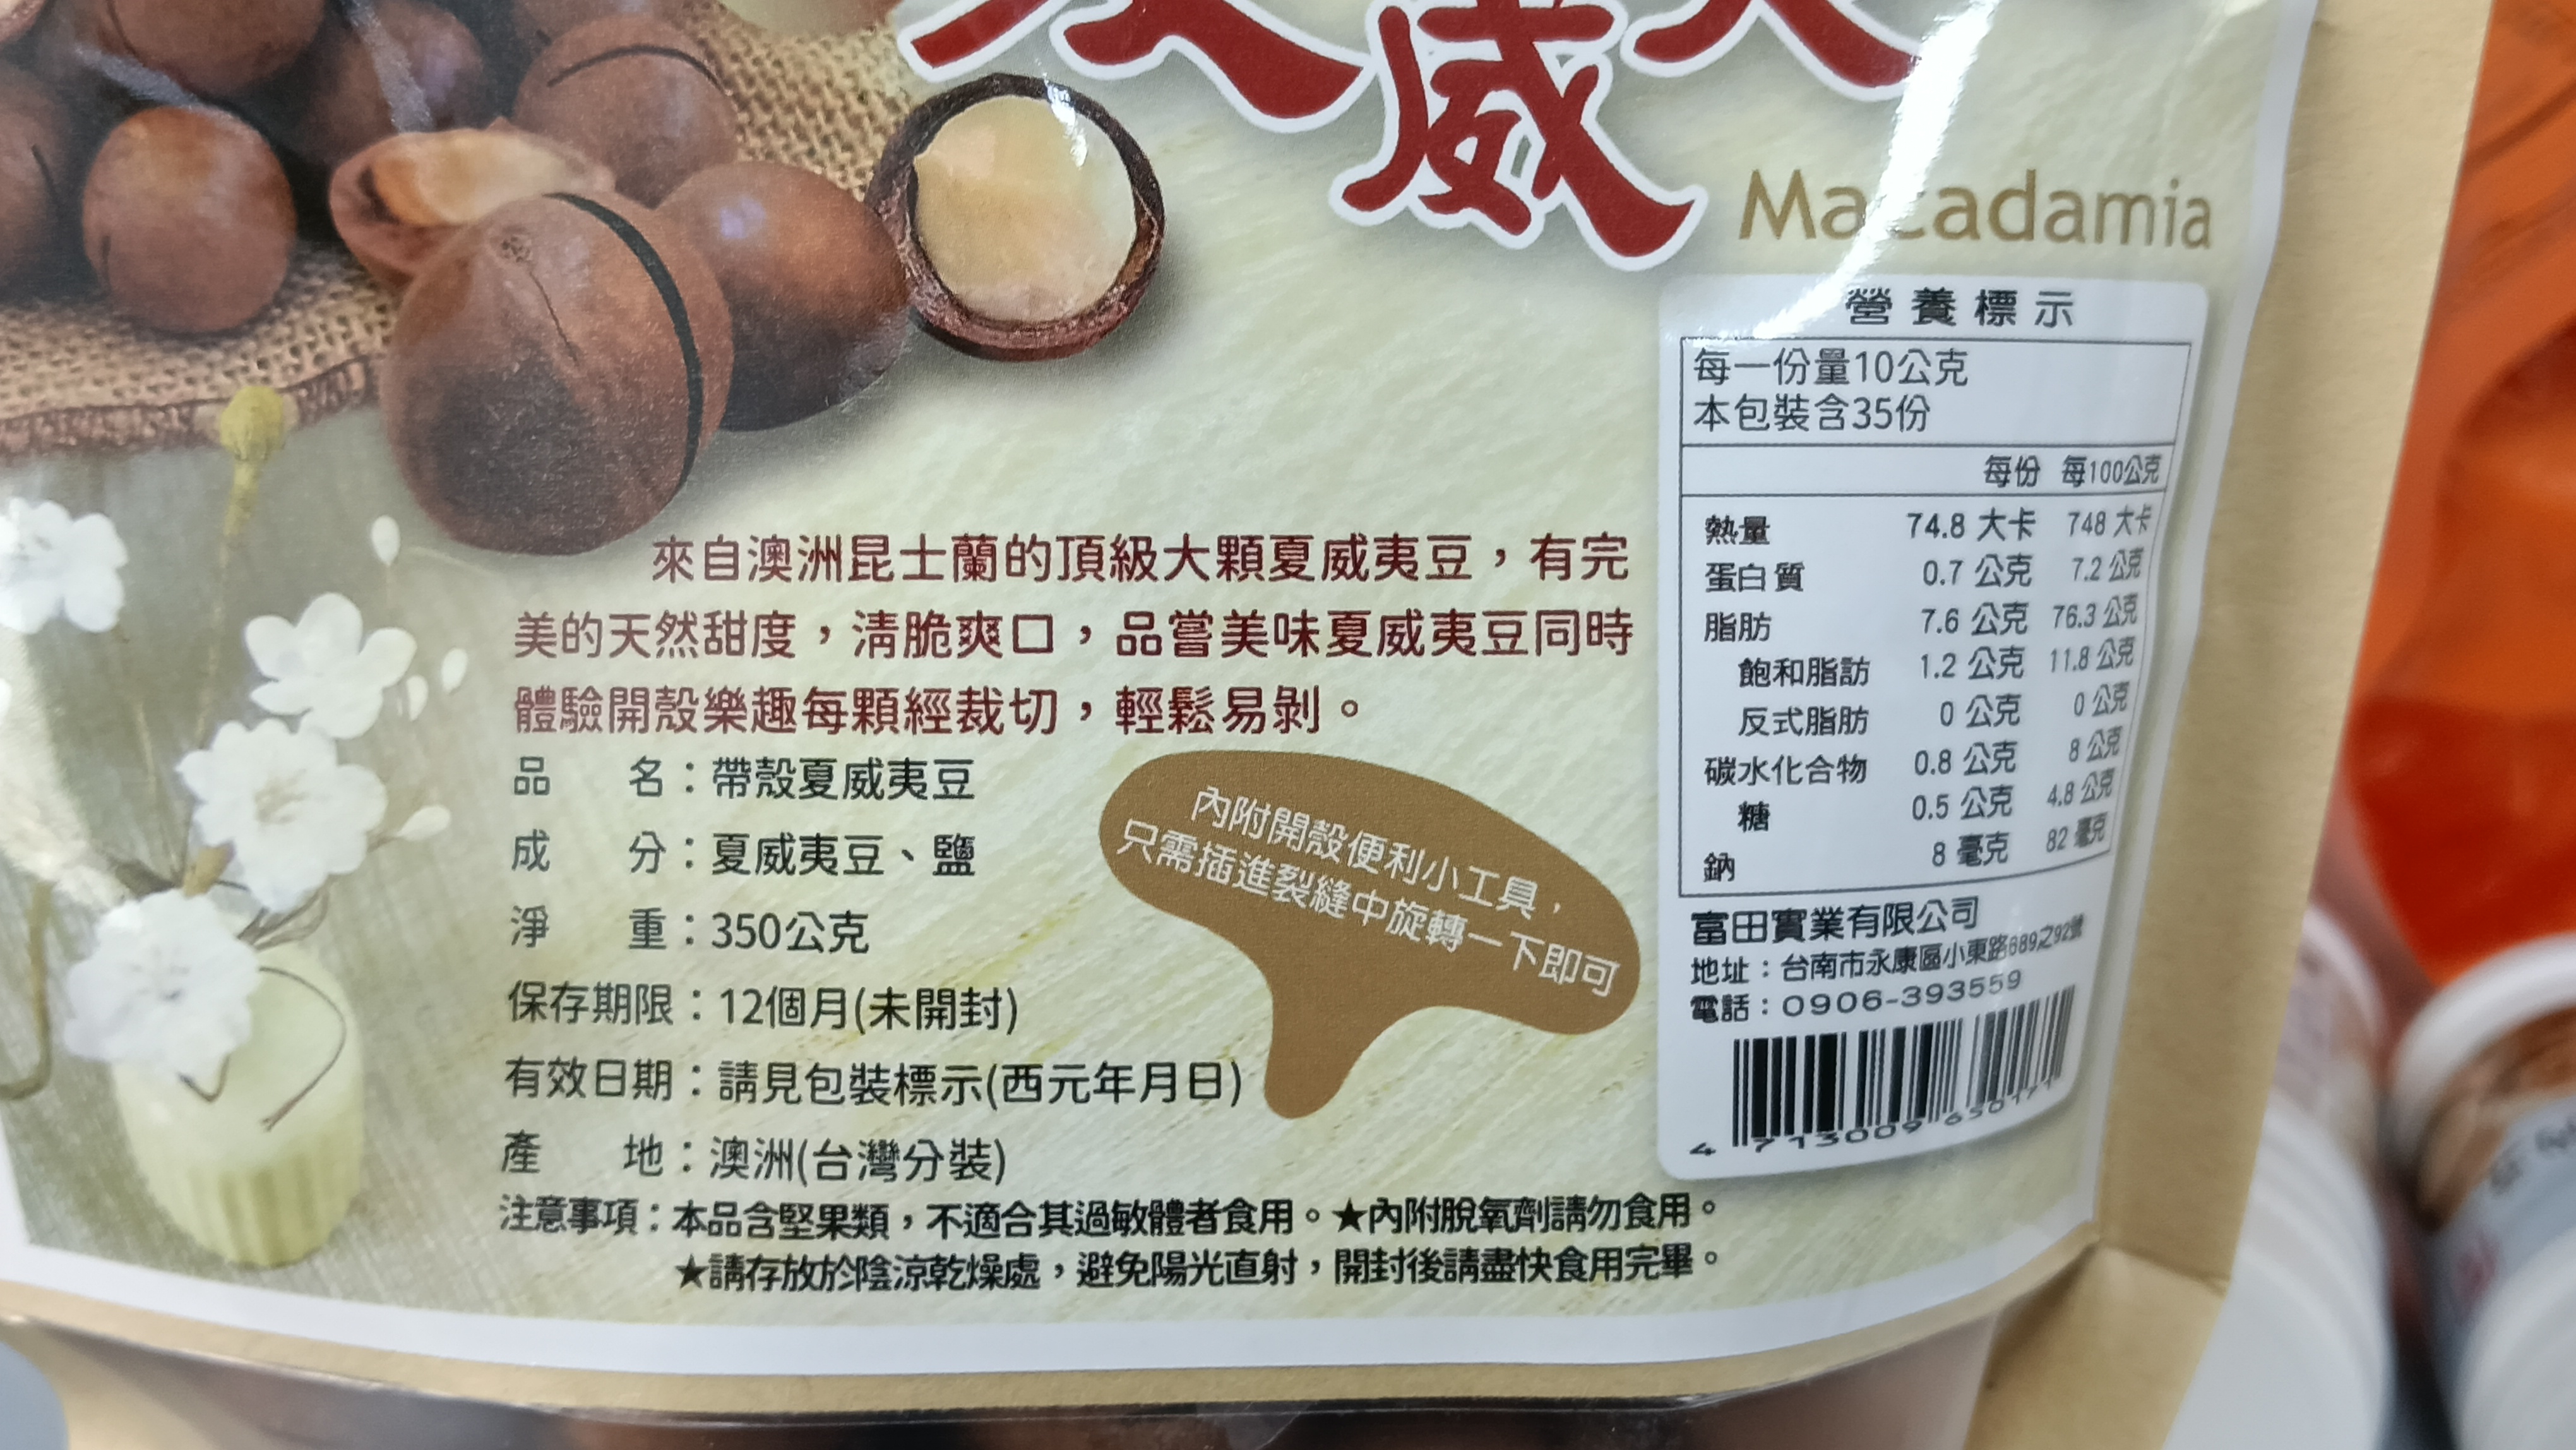 夏威夷
Macadamia
營養標示
每一份量10公克
本包裝含35份
每份 每100公克
熱量 74.8 大卡 748 大卡
蛋白質 0.7 公克 7.2 公克
脂肪 7.6 公克 76.3 公克
飽和脂訪 1.2 公克 11.8 公克
反式脂肪 0 公克 0 公克
碳水化合物 0.8 公克 8 公克
糖 0.5 公克 4.8 公克
鈉 8 毫克 82 毫克
富田實業有限公司
地址：台南市永康區小東路689之92號
電話：0906-393559
4 713009 650171
來自澳洲昆士蘭的頂級大顆夏威夷豆，有完
美的天然甜度，清脆爽口，品嘗美味夏威夷豆同時
體驗開殼樂趣每顆經裁切，輕鬆易剝。
品名：帶殼夏威夷豆
成分：夏威夷豆、鹽
淨重：350公克
保存期限：12個月(未開封)
有效日期：請見包裝標示(西元年月日)
產地：澳洲(台灣分裝)
內附開殼便利小工具，
只需插進裂縫中旋轉一下即可
注意事項：本品含堅果類，不適合其過敏體者食用。★內附脫氧劑請勿食用。
★請存放於陰涼乾燥處，避免陽光直射，開封後請盡快食用完畢。